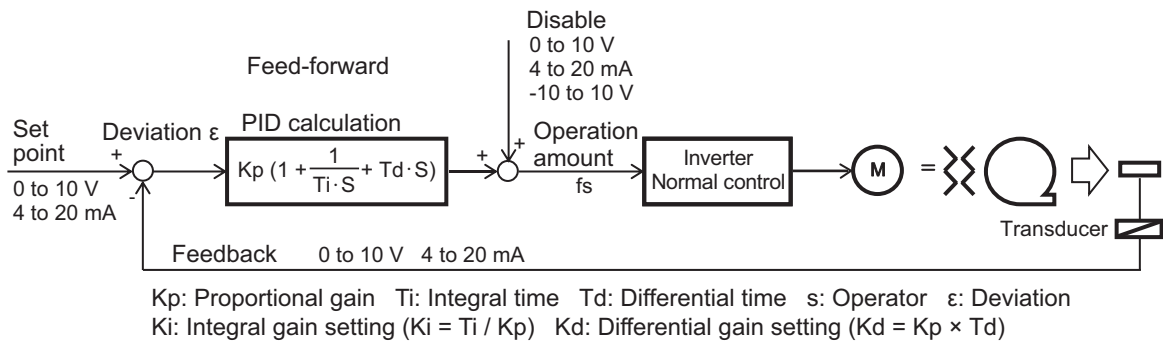 Disable
0 to 10 V
4 to 20 mA
-10 to 10 V
Feed-forward
Set point
Deviation ε
PID calculation
Operation amount
+
-
0 to 10 V
4 to 20 mA
Kp (1 + 1/Ti·S + Td·S)
+
+
fs
Inverter
Normal control
M
=
Transducer
Feedback 0 to 10 V 4 to 20 mA
Kp: Proportional gain Ti: Integral time Td: Differential time s: Operator ε: Deviation
Ki: Integral gain setting (Ki = Ti / Kp) Kd: Differential gain setting (Kd = Kp × Td)